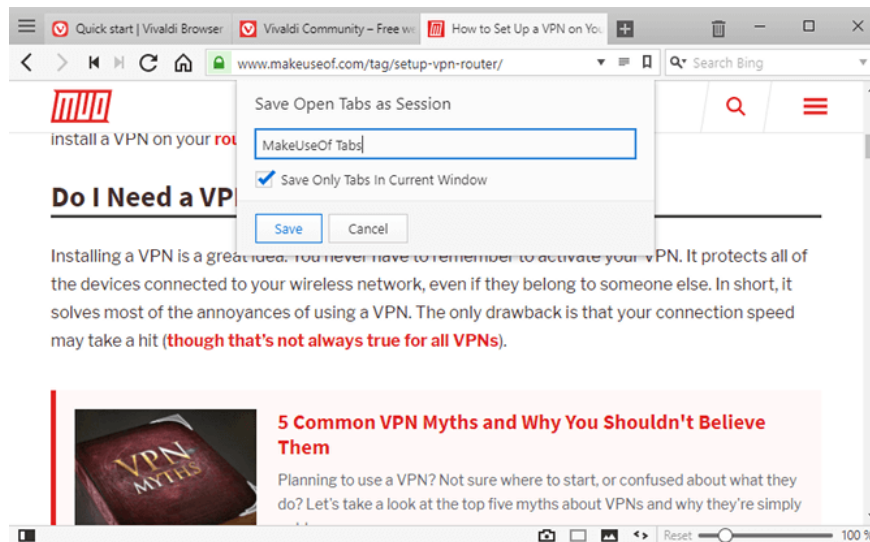 Quick start | Vivaldi Browser
Vivaldi Community – Free we
How to Set Up a VPN on You
www.makeuseof.com/tag/setup-vpn-router/
Search Bing
MUO
Save Open Tabs as Session
MakeUseOf Tabs
Save Only Tabs In Current Window
Save Cancel
install a VPN on your rou
Do I Need a VP
Installing a VPN is a great idea. You never have to remember to activate your VPN. It protects all of
the devices connected to your wireless network, even if they belong to someone else. In short, it
solves most of the annoyances of using a VPN. The only drawback is that your connection speed
may take a hit (though that's not always true for all VPNs).
VPN
MYTHS
5 Common VPN Myths and Why You Shouldn't Believe
Them
Planning to use a VPN? Not sure where to start, or confused about what they
do? Let's take a look at the top five myths about VPNs and why they're simply
Reset 100 %